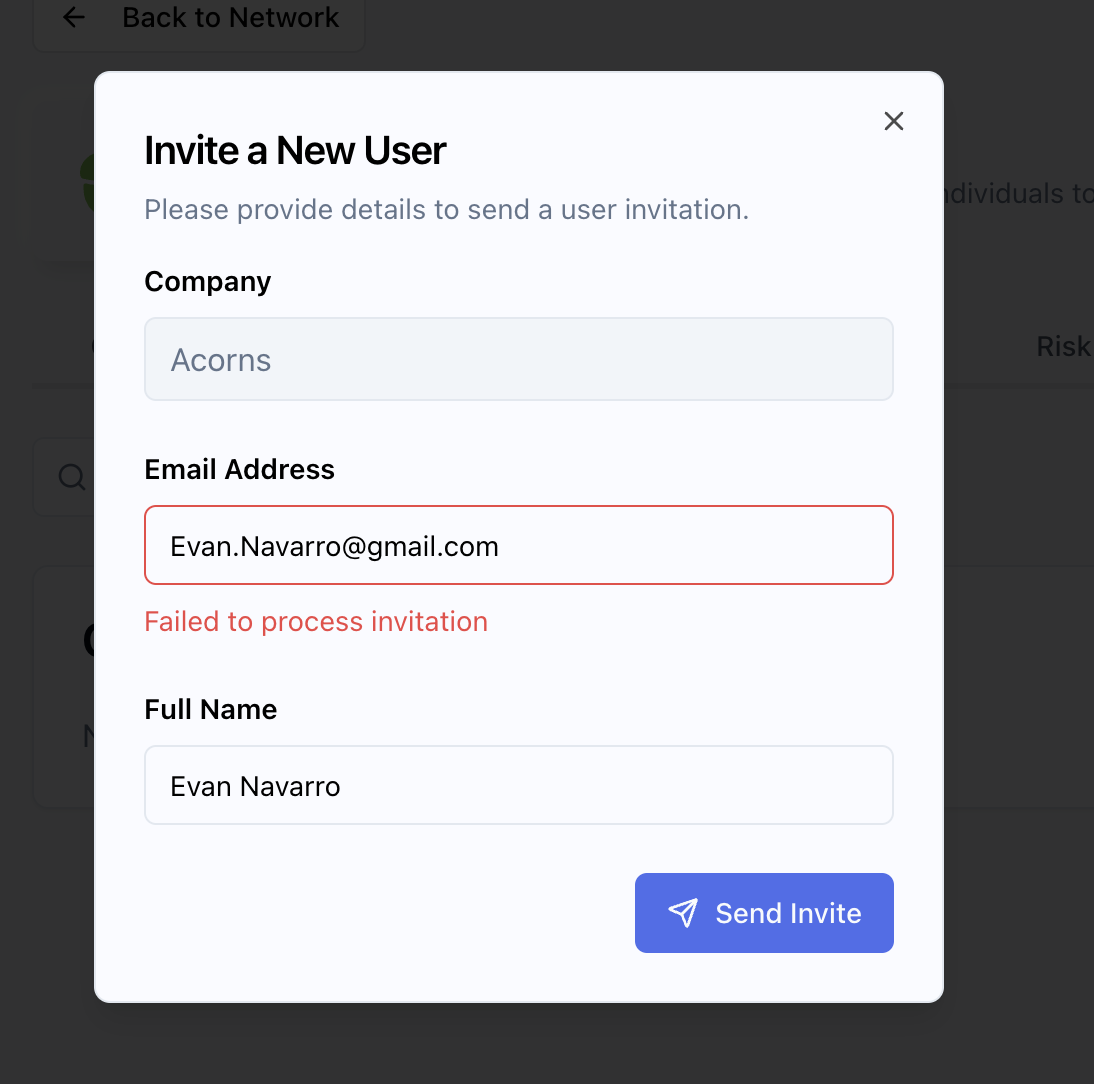 Back to Network
Invite a New User
Please provide details to send a user invitation.
ndividuals to
Company
Risk
Acorns
Email Address
Evan.Navarro@gmail.com
Failed to process invitation
Full Name
Evan Navarro
Send Invite